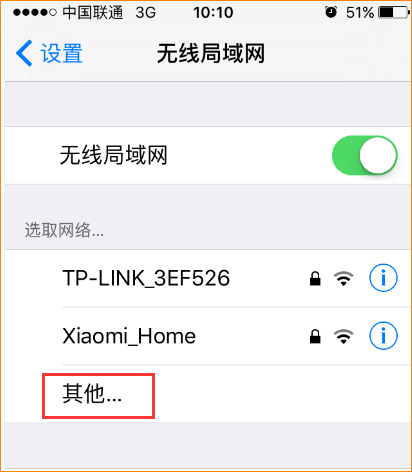 中国联通 3G 10:10 51%
设置 无线局域网
无线局域网
选取网络...
TP-LINK_3EF526
Xiaomi_Home
其他...